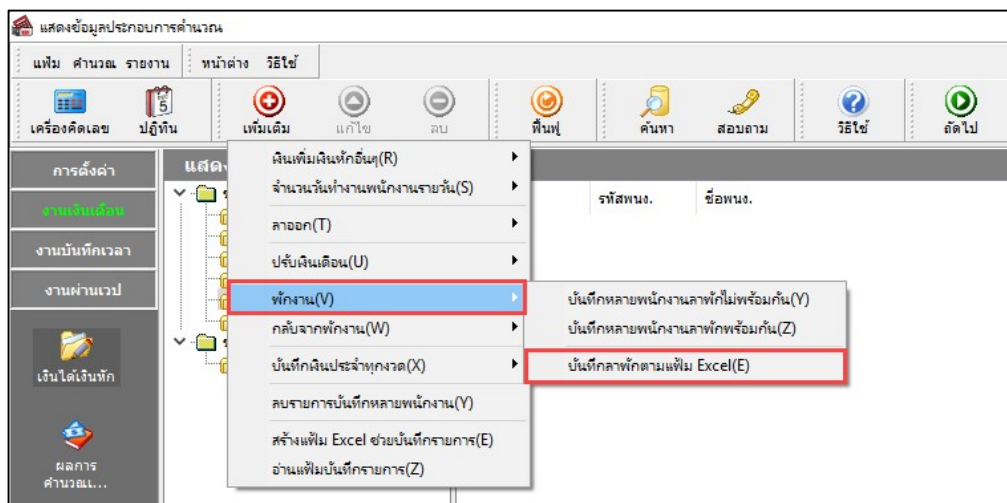 แสดงข้อมูลประกอบการคำนวณ
แฟ้ม คำนวณ รายงาน หน้าต่าง วิธีใช้
5
เครื่องคิดเลข ปฏิทิน เพิ่มเติม แก้ไข ลบ ฟื้นฟู ค้นหา สอบถาม วิธีใช้ ถัดไป
การตั้งค่า
งานเงินเดือน
งานบันทึกเวลา
งานผ่านเวป
เงินได้เงินหัก
ผลการ
คำนวณเ...
แสดง
เงินเพิ่มเงินหักอื่นๆ(R)
จำนวนวันทำงานพนักงานรายวัน(S)
ลาออก(T)
ปรับเงินเดือน(U)
พักงาน(V)
กลับจากพักงาน(W)
บันทึกเงินประจำทุกงวด(X)
ลบรายการบันทึกหลายพนักงาน(Y)
สร้างแฟ้ม Excel ช่วยบันทึกรายการ(E)
อ่านแฟ้มบันทึกรายการ(Z)
รหัสพนง. ชื่อพนง.
บันทึกหลายพนักงานลาพักไม่พร้อมกัน(Y)
บันทึกหลายพนักงานลาพักพร้อมกัน(Z)
บันทึกลาพักตามแฟ้ม Excel(E)